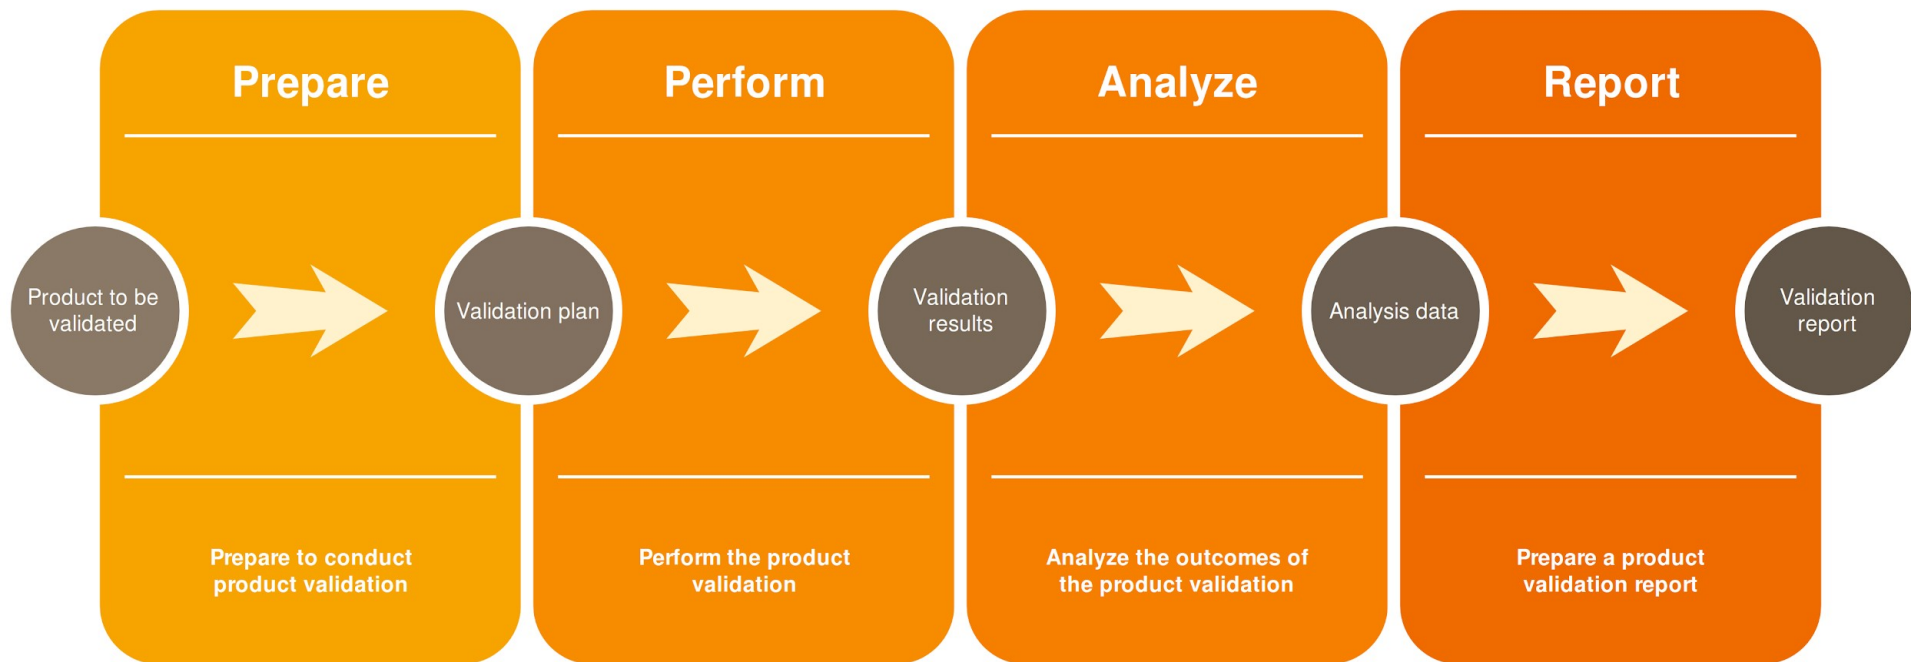 Prepare
Perform
Analyze
Report
Product to be
validated
Validation plan
Validation
results
Analysis data
Validation
report
Prepare to conduct
product validation
Perform the product
validation
Analyze the outcomes of
the product validation
Prepare a product
validation report